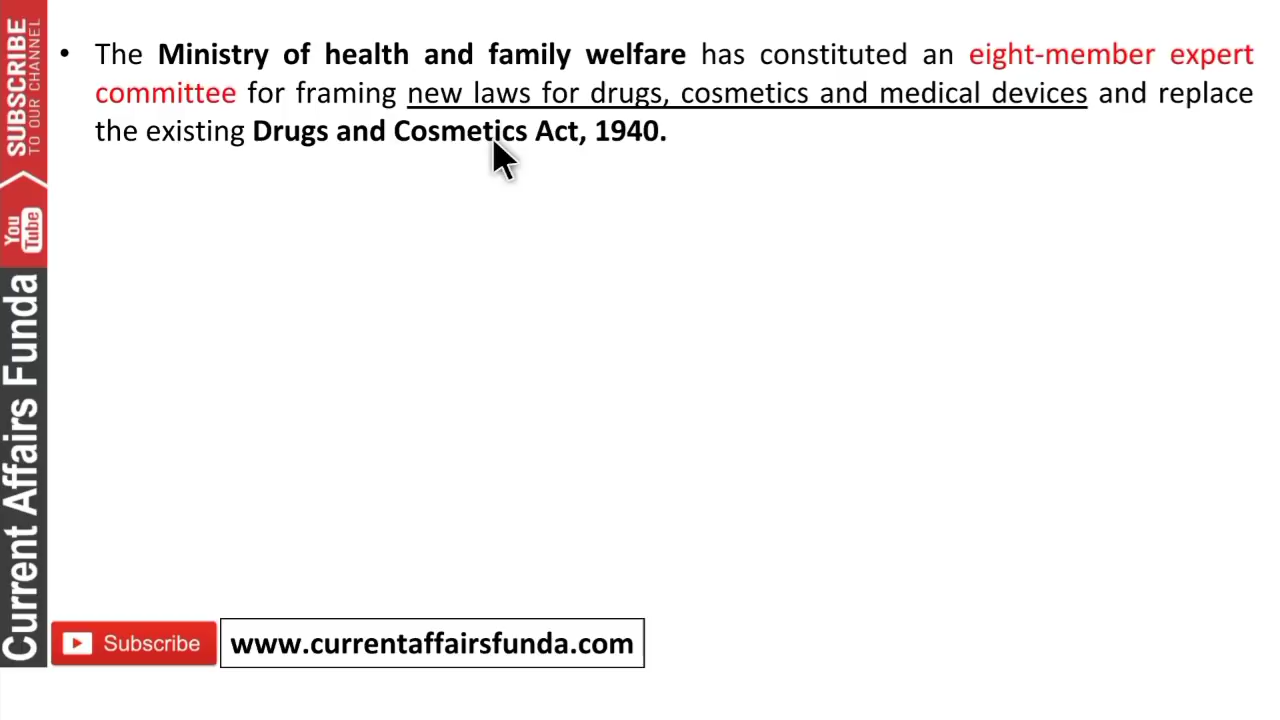 • The Ministry of health and family welfare has constituted an eight-member expert
committee for framing new laws for drugs, cosmetics and medical devices and replace
the existing Drugs and Cosmetics Act, 1940.
SUBSCRIBE
TO OUR CHANNEL
You
Tube
Current Affairs Funda
Subscribe
www.currentaffairsfunda.com